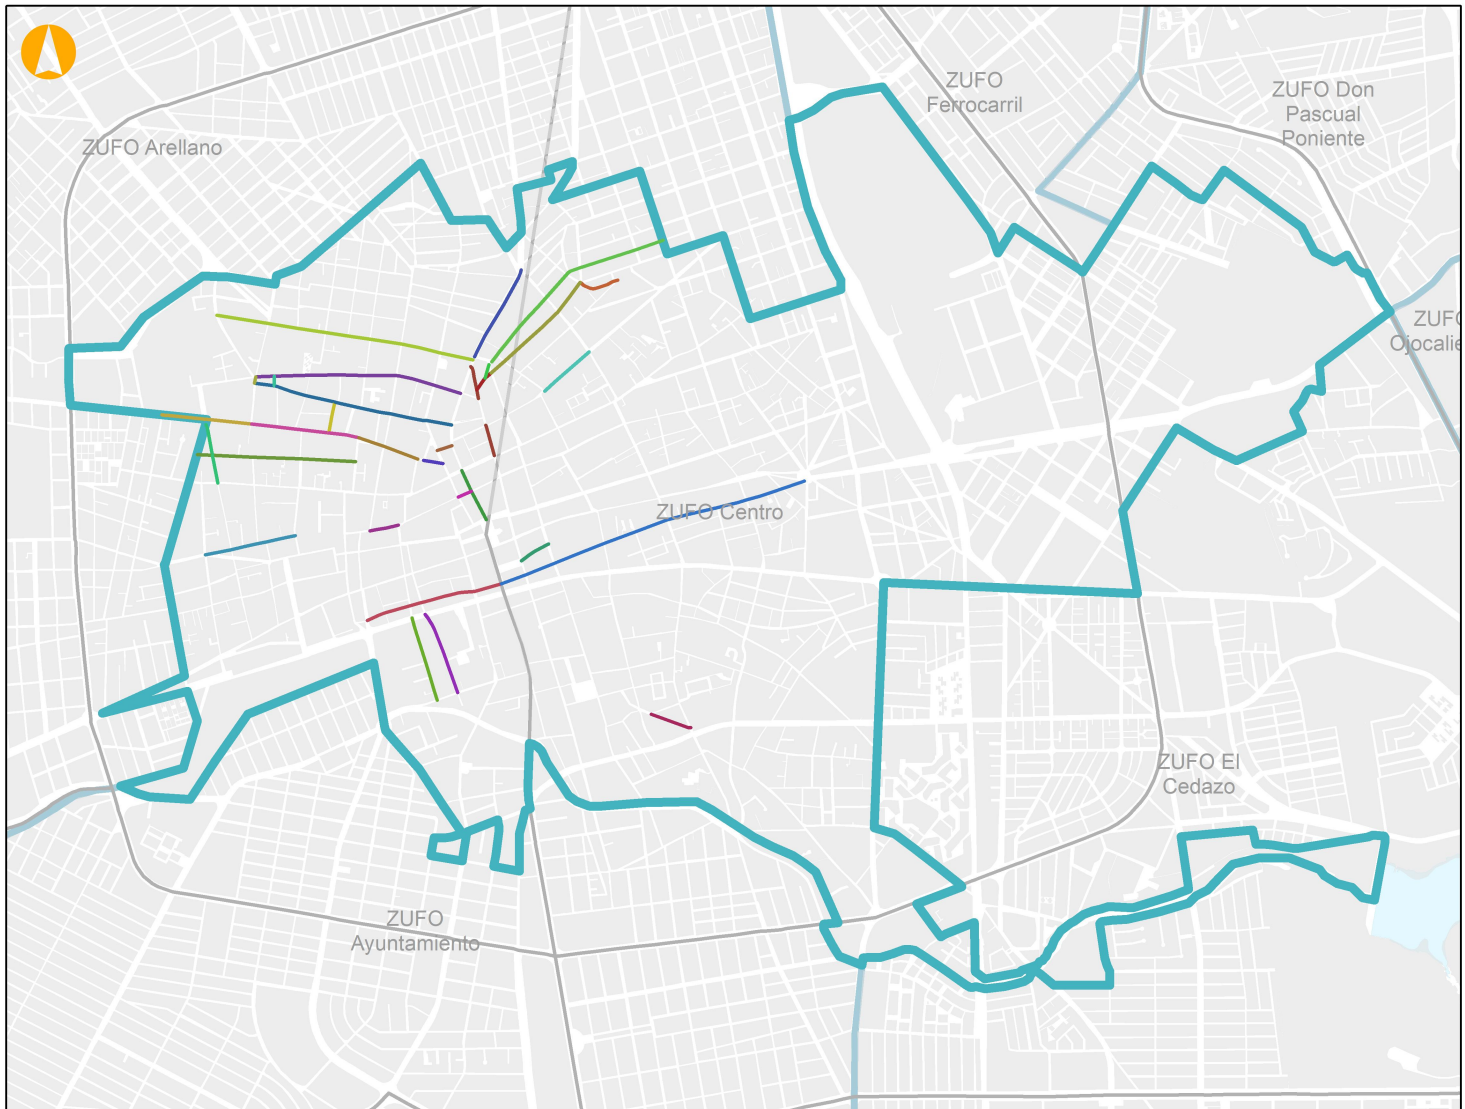 ZUFO
Ferrocarril
ZUFO Don
Pascual
Poniente
ZUFO Arellano
ZUFO
Ojocalie
ZUFO Centro
ZUFO El
Cedazo
ZUFO
Ayuntamiento